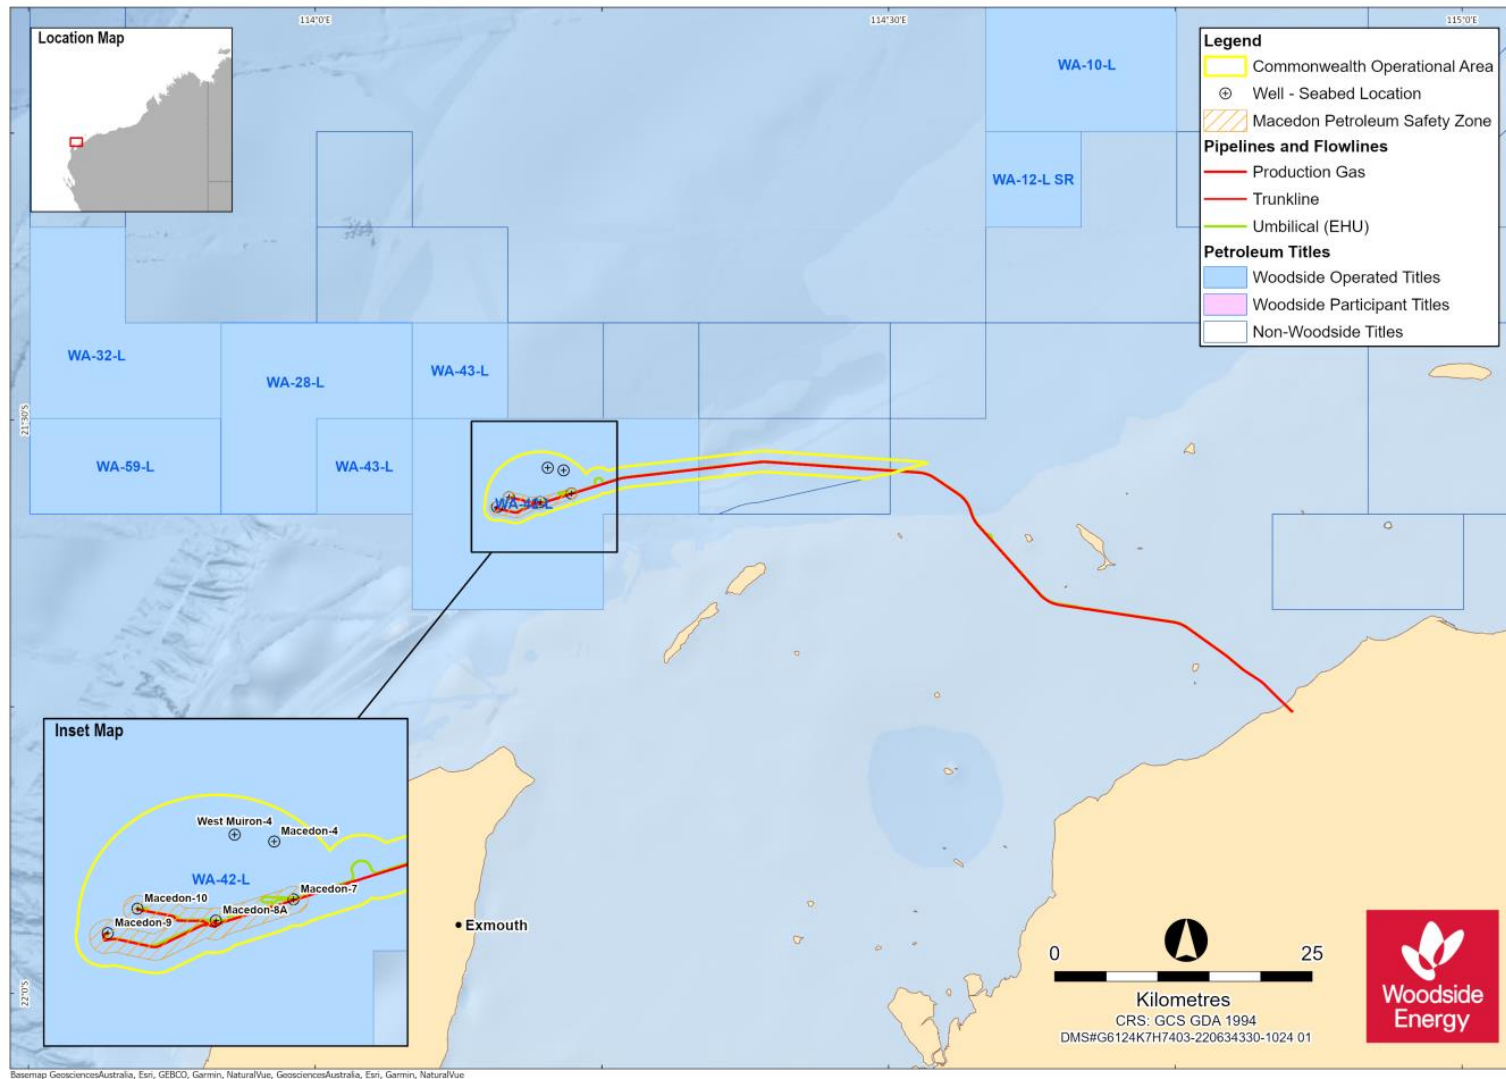 114°0'E
114°30'E
115°0'E
Location Map
Legend
Commonwealth Operational Area
Well - Seabed Location
Macedon Petroleum Safety Zone
Pipelines and Flowlines
Production Gas
Trunkline
Umbilical (EHU)
Petroleum Titles
Woodside Operated Titles
Woodside Participant Titles
Non-Woodside Titles
WA-10-L
WA-12-L SR
WA-32-L
WA-28-L
WA-43-L
21°30'S
WA-59-L
WA-43-L
WA-42-L
Inset Map
West Muiron-4
Macedon-4
WA-42-L
Macedon-7
Macedon-10
Macedon-8A
Macedon-9
Exmouth
22°0'S
0
25
Kilometres
CRS: GCS GDA 1994
DMS#G6124K7H7403-220634330-1024 01
Woodside
Energy
Basemap GeosciencesAustralia, Esri, GEBCO, Garmin, NaturalVue, GeosciencesAustralia, Esri, Garmin, NaturalVue